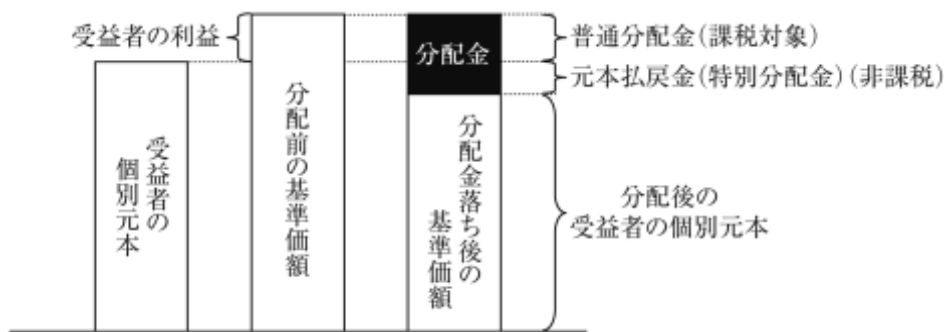 受益者の利益
受益者の
個別元本
分配前の基準価額
分配金
分配金落ち後の
基準価額
普通分配金(課税対象)
元本払戻金(特別分配金)(非課税)
分配後の
受益者の個別元本